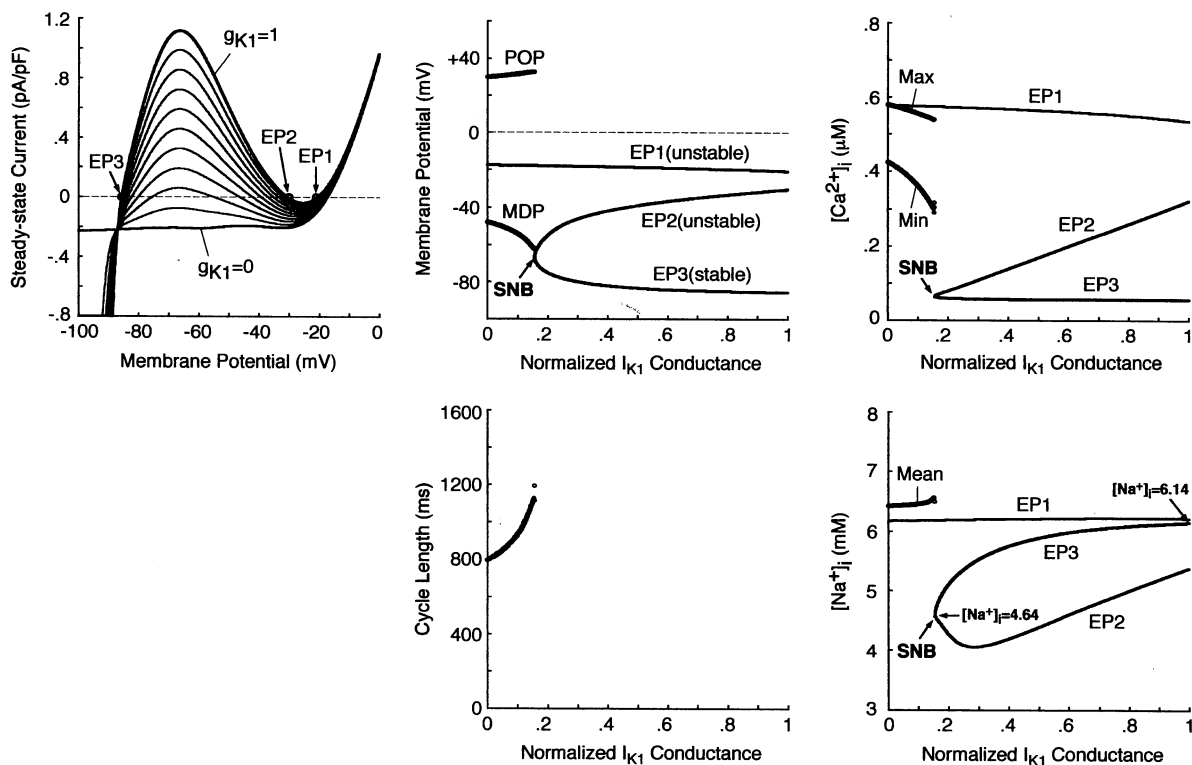 Steady-state Current (pA/pF)
1.2
.8
.4
0
-.4
-.8
gK1=1
EP3
EP2
EP1
gK1=0
-100
-80
-60
-40
-20
0
Membrane Potential (mV)
Membrane Potential (mV)
+40
0
-40
-80
POP
EP1(unstable)
MDP
EP2(unstable)
SNB
EP3(stable)
0
.2
.4
.6
.8
1
Normalized IK1 Conductance
[Ca2+]i (μM)
.8
.6
.4
.2
0
Max
EP1
Min
EP2
SNB
EP3
0
.2
.4
.6
.8
1
Normalized IK1 Conductance
Cycle Length (ms)
1600
1200
800
400
0
0
.2
.4
.6
.8
1
Normalized IK1 Conductance
[Na+]i (mM)
8
7
6
5
4
3
Mean
[Na+]i=6.14
EP1
EP3
[Na+]i=4.64
SNB
EP2
0
.2
.4
.6
.8
1
Normalized IK1 Conductance